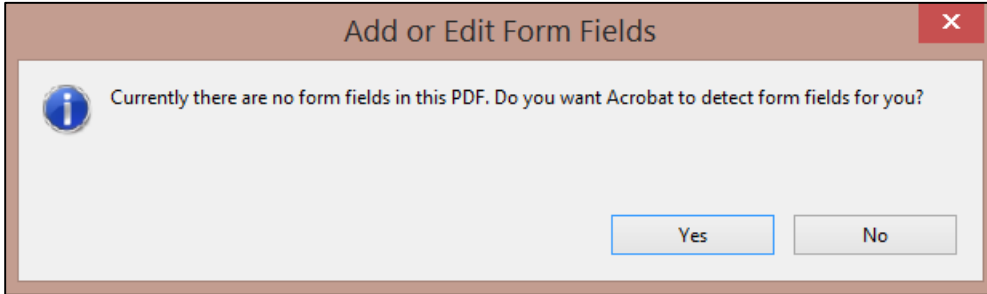 Add or Edit Form Fields
Currently there are no form fields in this PDF. Do you want Acrobat to detect form fields for you?
Yes
No